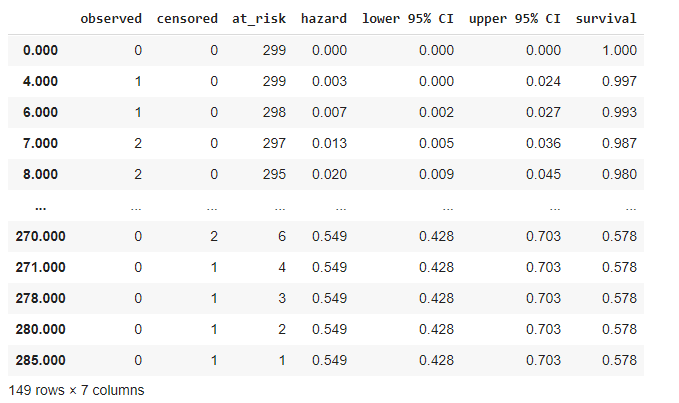 observed censored at_risk hazard lower 95% CI upper 95% CI survival
0.000 0 0 299 0.000 0.000 0.000 1.000
4.000 1 0 299 0.003 0.000 0.024 0.997
6.000 1 0 298 0.007 0.002 0.027 0.993
7.000 2 0 297 0.013 0.005 0.036 0.987
8.000 2 0 295 0.020 0.009 0.045 0.980
... ... ... ... ... ... ... ...
270.000 0 2 6 0.549 0.428 0.703 0.578
271.000 0 1 4 0.549 0.428 0.703 0.578
278.000 0 1 3 0.549 0.428 0.703 0.578
280.000 0 1 2 0.549 0.428 0.703 0.578
285.000 0 1 1 0.549 0.428 0.703 0.578
149 rows × 7 columns